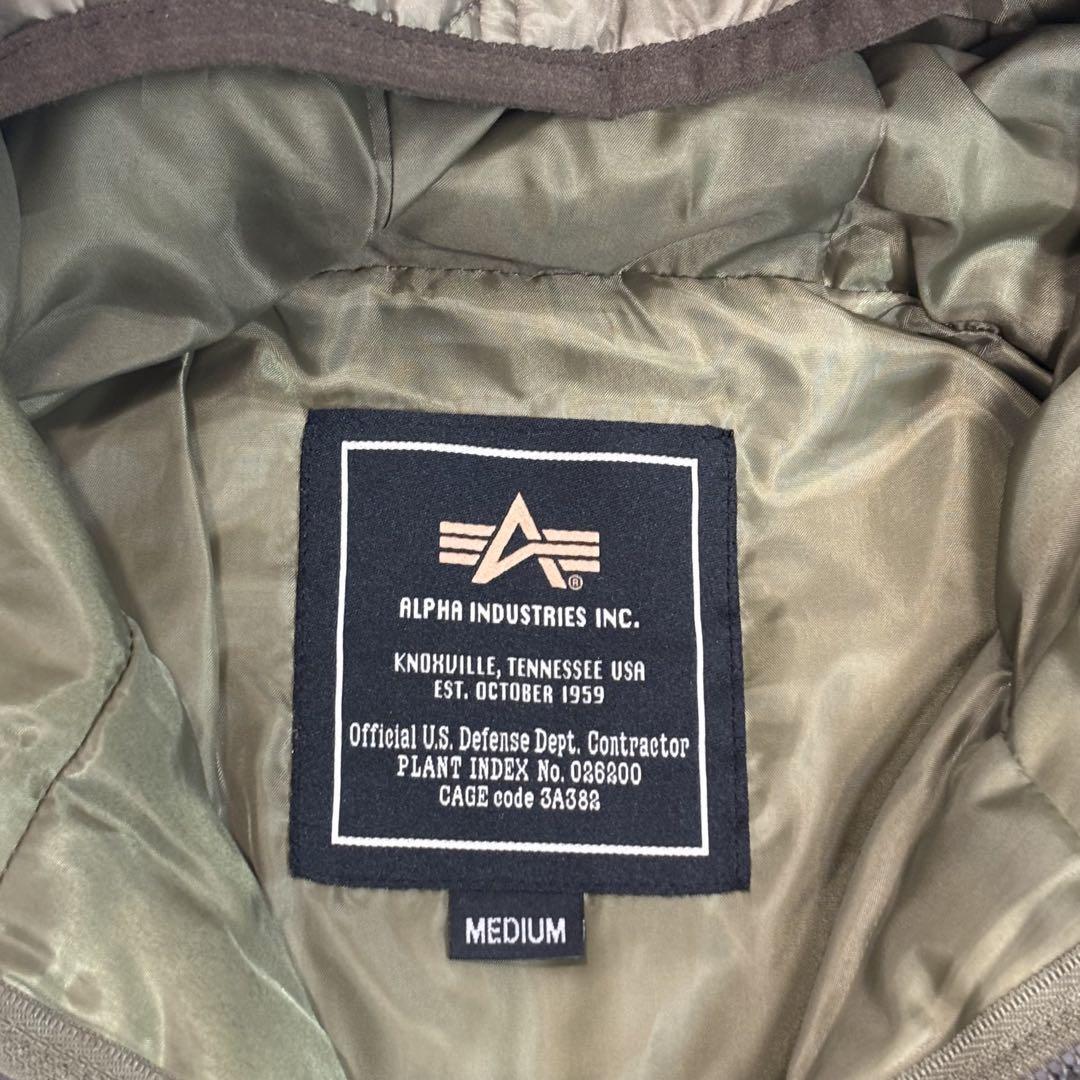 ®
ALPHA INDUSTRIES INC.
KNOXVILLE, TENNESSEE USA
EST. OCTOBER 1959
Official U.S. Defense Dept. Contractor
PLANT INDEX No. 026200
CAGE code 3A382
MEDIUM